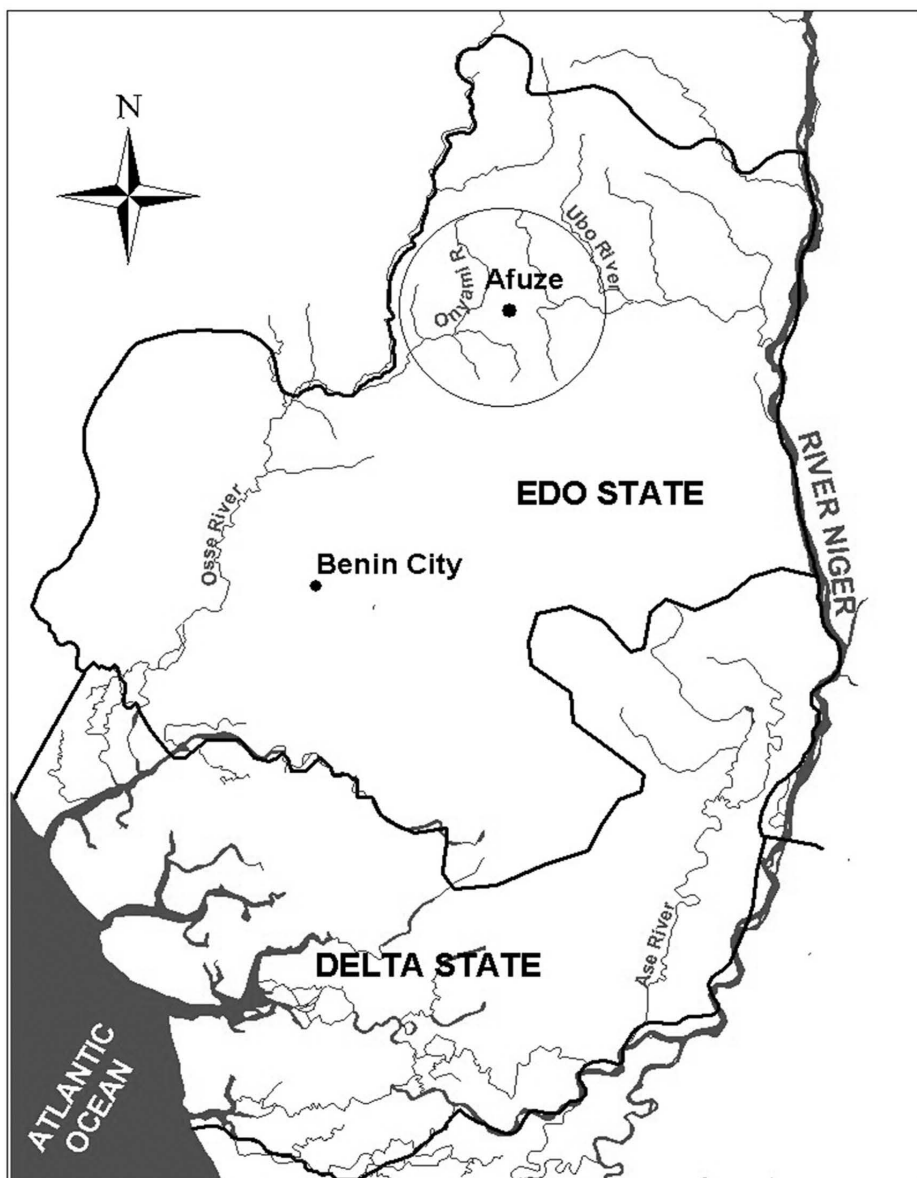 N
Ubo River
Onyami R.
Afuze
RIVER NIGER
EDO STATE
Osse River
Benin City
Ase River
DELTA STATE
ATLANTIC
OCEAN